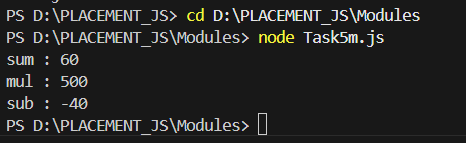 PS D:\PLACEMENT_JS> cd D:\PLACEMENT_JS\Modules
PS D:\PLACEMENT_JS\Modules> node Task5m.js
sum : 60
mul : 500
sub : -40
PS D:\PLACEMENT_JS\Modules>